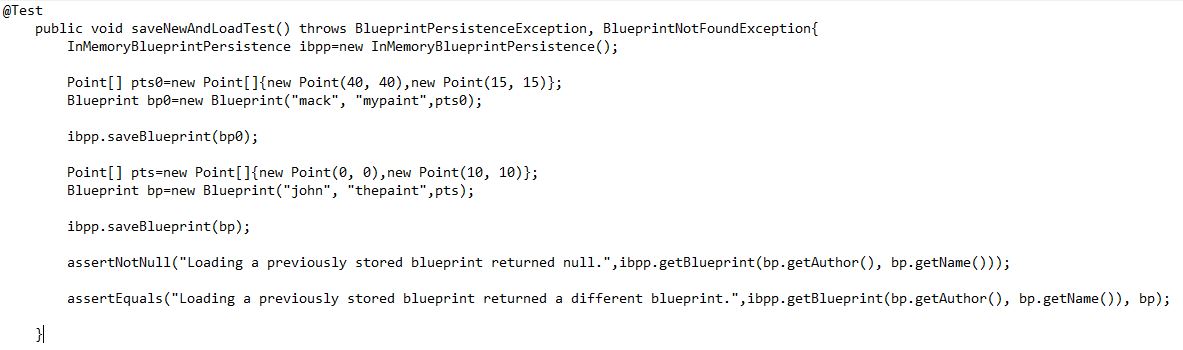 @Test
public void saveNewAndLoadTest() throws BlueprintPersistenceException, BlueprintNotFoundException{
InMemoryBlueprintPersistence ibpp=new InMemoryBlueprintPersistence();
Point[] pts0=new Point[]{new Point(40, 40),new Point(15, 15)};
Blueprint bp0=new Blueprint("mack", "mypaint",pts0);
ibpp.saveBlueprint(bp0);
Point[] pts=new Point[]{new Point(0, 0),new Point(10, 10)};
Blueprint bp=new Blueprint("john", "thepaint",pts);
ibpp.saveBlueprint(bp);
assertNotNull("Loading a previously stored blueprint returned null.",ibpp.getBlueprint(bp.getAuthor(), bp.getName()));
assertEquals("Loading a previously stored blueprint returned a different blueprint.",ibpp.getBlueprint(bp.getAuthor(), bp.getName()), bp);
}